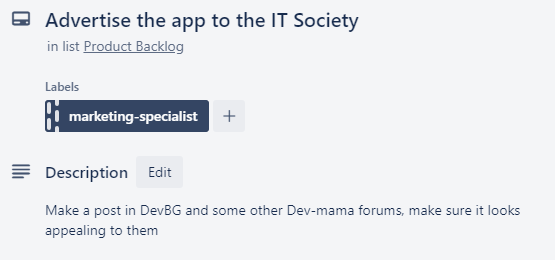 Advertise the app to the IT Society
in list Product Backlog
Labels
marketing-specialist +
Description Edit
Make a post in DevBG and some other Dev-mama forums, make sure it looks
appealing to them